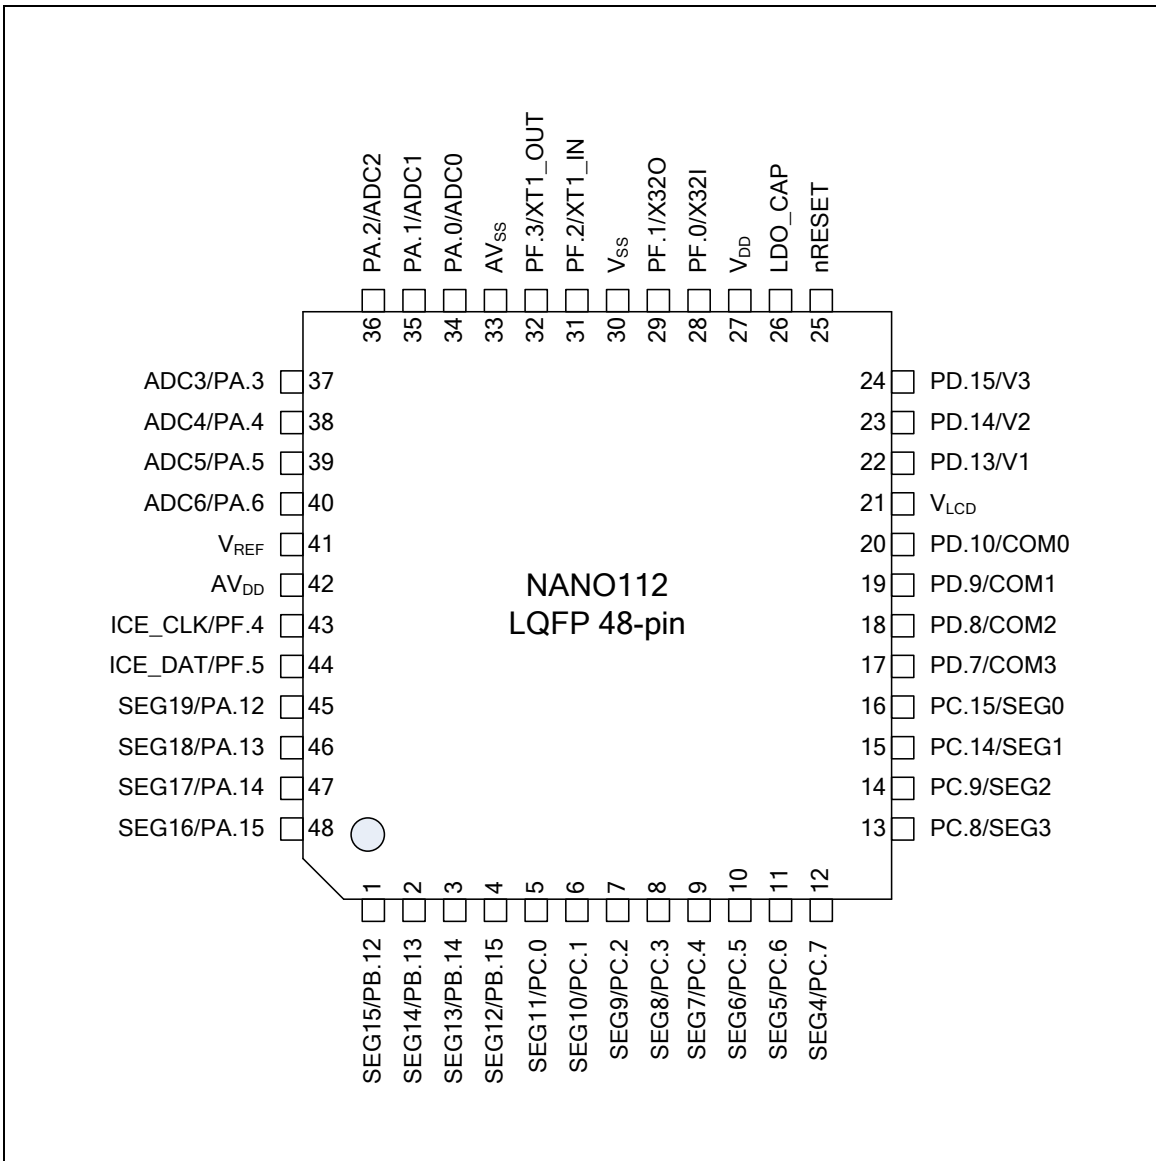 PA.2/ADC2
PA.1/ADC1
PA.0/ADC0
AVSS
PF.3/XT1_OUT
PF.2/XT1_IN
VSS
PF.1/X32O
PF.0/X32I
VDD
LDO_CAP
nRESET
36
35
34
33
32
31
30
29
28
27
26
25
ADC3/PA.3 37
ADC4/PA.4 38
ADC5/PA.5 39
ADC6/PA.6 40
VREF 41
AVDD 42
ICE_CLK/PF.4 43
ICE_DAT/PF.5 44
SEG19/PA.12 45
SEG18/PA.13 46
SEG17/PA.14 47
SEG16/PA.15 48
NANO112
LQFP 48-pin
24 PD.15/V3
23 PD.14/V2
22 PD.13/V1
21 VLCD
20 PD.10/COM0
19 PD.9/COM1
18 PD.8/COM2
17 PD.7/COM3
16 PC.15/SEG0
15 PC.14/SEG1
14 PC.9/SEG2
13 PC.8/SEG3
1
2
3
4
5
6
7
8
9
10
11
12
SEG15/PB.12
SEG14/PB.13
SEG13/PB.14
SEG12/PB.15
SEG11/PC.0
SEG10/PC.1
SEG9/PC.2
SEG8/PC.3
SEG7/PC.4
SEG6/PC.5
SEG5/PC.6
SEG4/PC.7